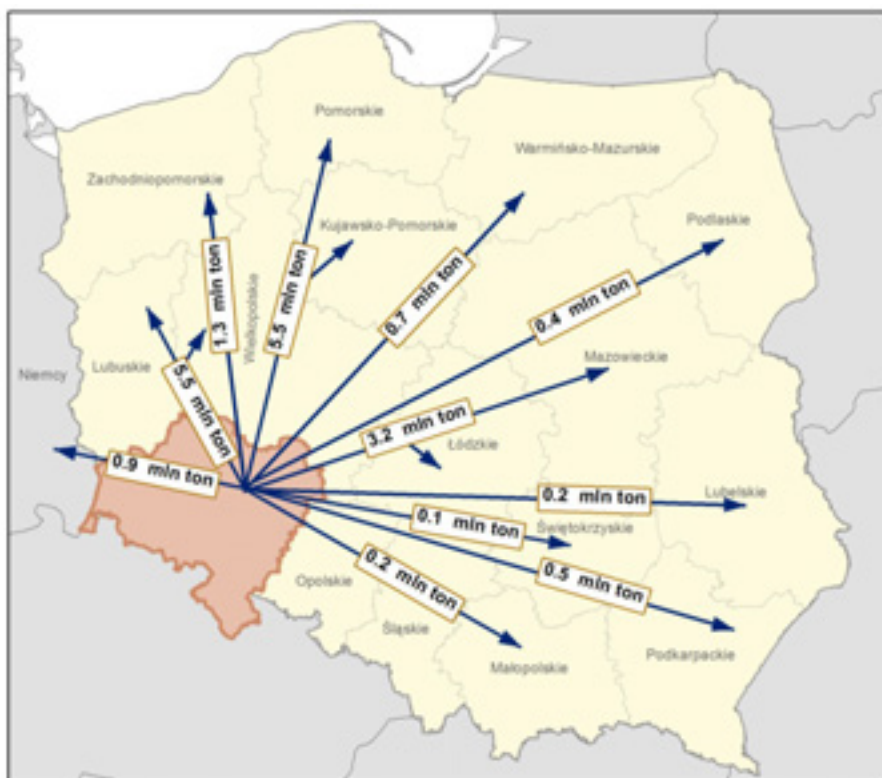 Pomorskie
Warmińsko-Mazurskie
Zachodniopomorskie
Kujawsko-Pomorskie
Podlaskie
1.3 mln ton
Wielkopolskie
5.5 mln ton
0.7 mln ton
0.4 mln ton
Niemcy
Lubuskie
5.5 mln ton
Mazowieckie
3.2 mln ton
Łódzkie
0.9 mln ton
0.2 mln ton
Lubelskie
0.1 mln ton
Świętokrzyskie
0.2 mln ton
0.5 mln ton
Opolskie
Śląskie
Małopolskie
Podkarpackie